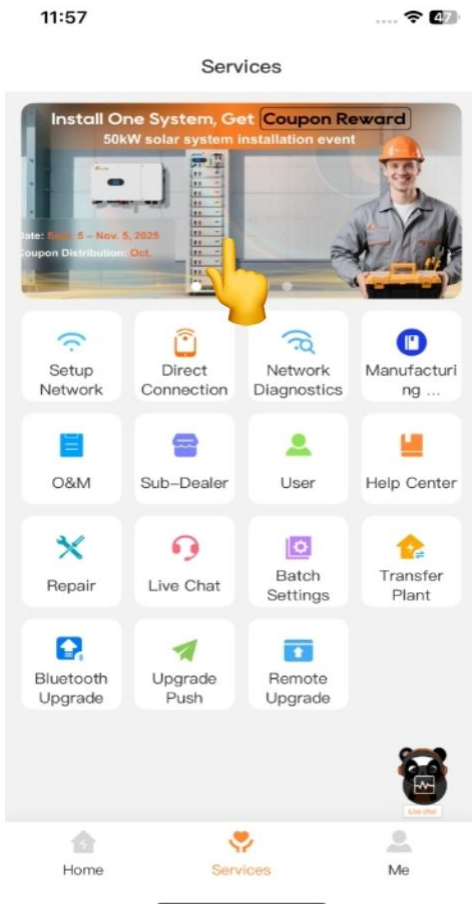 11:57
47
Services
Install One System, Get Coupon Reward
50kW solar system installation event
Date: Sept. 5 – Nov. 5, 2025
Coupon Distribution: Oct.
Setup
Network
Direct
Connection
Network
Diagnostics
Manufacturi
ng ...
O&M
Sub-Dealer
User
Help Center
Repair
Live Chat
Batch
Settings
Transfer
Plant
Bluetooth
Upgrade
Upgrade
Push
Remote
Upgrade
Live chat
Home
Services
Me